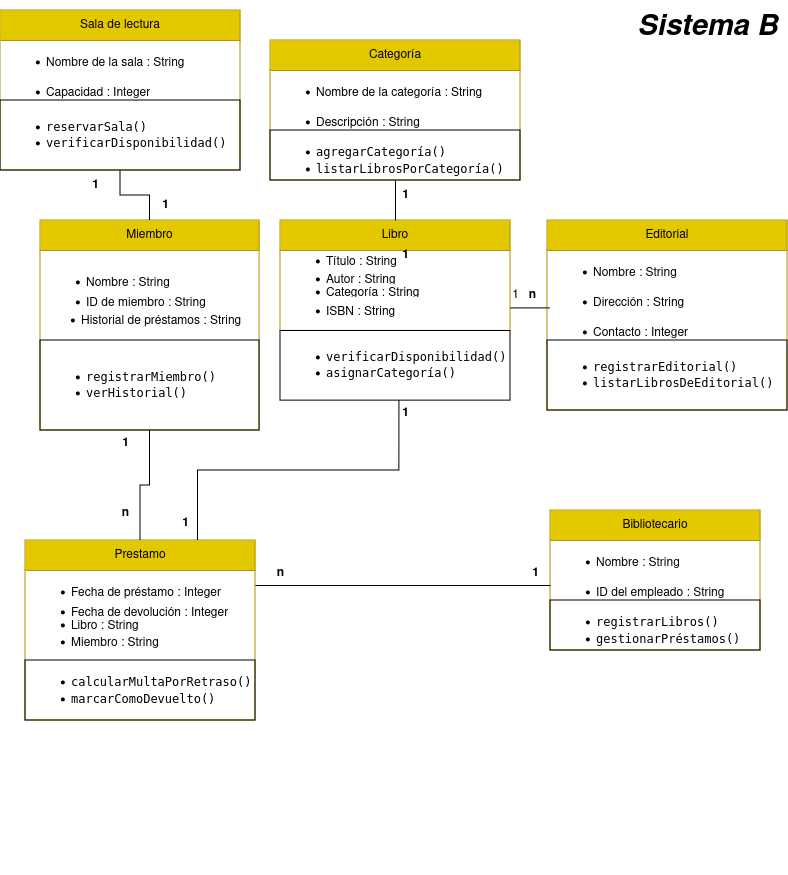 Sistema B
Sala de lectura
Nombre de la sala : String
Capacidad : Integer
reservarSala()
verificarDisponibilidad()
1
1
Categoría
Nombre de la categoría : String
Descripción : String
agregarCategoría()
listarLibrosPorCategoría()
1
1
Miembro
Nombre : String
ID de miembro : String
Historial de préstamos : String
registrarMiembro()
verHistorial()
1
n
Libro
Título : String
Autor : String
Categoría : String
ISBN : String
verificarDisponibilidad()
asignarCategoría()
1
1
1 n
Editorial
Nombre : String
Dirección : String
Contacto : Integer
registrarEditorial()
listarLibrosDeEditorial()
Prestamo
Fecha de préstamo : Integer
Fecha de devolución : Integer
Libro : String
Miembro : String
calcularMultaPorRetraso()
marcarComoDevuelto()
n
1
Bibliotecario
Nombre : String
ID del empleado : String
registrarLibros()
gestionarPréstamos()